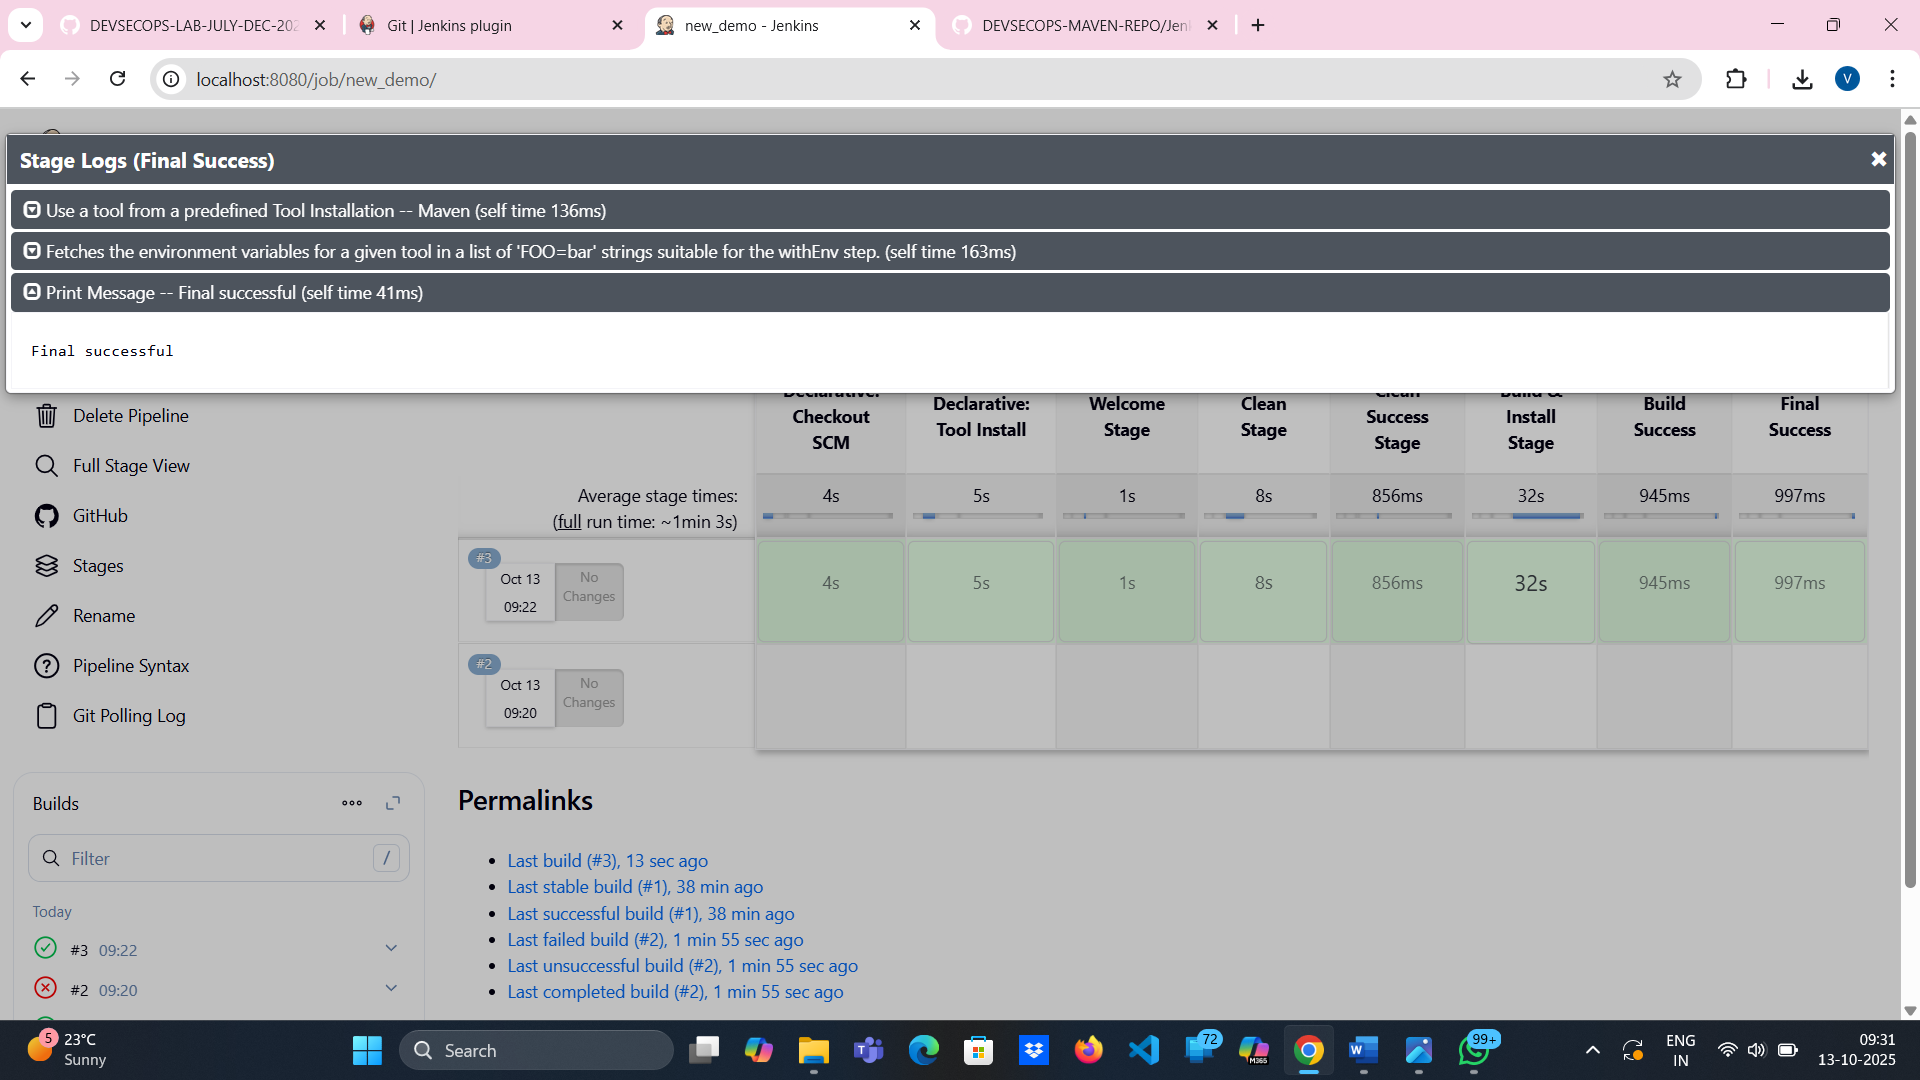 DEVSECOPS-LAB-JULY-DEC-202
Git | Jenkins plugin
new_demo - Jenkins
DEVSECOPS-MAVEN-REPO/Jenl
localhost:8080/job/new_demo/
V
Stage Logs (Final Success)
Use a tool from a predefined Tool Installation -- Maven (self time 136ms)
Fetches the environment variables for a given tool in a list of 'FOO=bar' strings suitable for the withEnv step. (self time 163ms)
Print Message -- Final successful (self time 41ms)
Final successful
Delete Pipeline
Full Stage View
GitHub
Stages
Rename
Pipeline Syntax
Git Polling Log
Declarative:
Checkout
SCM
Declarative:
Tool Install
Welcome
Stage
Clean
Stage
Clean
Success
Stage
Build &
Install
Stage
Build
Success
Final
Success
Average stage times:
(full run time: ~1min 3s)
4s
5s
1s
8s
856ms
32s
945ms
997ms
#3
Oct 13
09:22
No
Changes
4s
5s
1s
8s
856ms
32s
945ms
997ms
#2
Oct 13
09:20
No
Changes
Builds
Filter
/
Today
#3 09:22
#2 09:20
Permalinks
Last build (#3), 13 sec ago
Last stable build (#1), 38 min ago
Last successful build (#1), 38 min ago
Last failed build (#2), 1 min 55 sec ago
Last unsuccessful build (#2), 1 min 55 sec ago
Last completed build (#2), 1 min 55 sec ago
5
23°C
Sunny
Search
72
M365
99+
ENG
IN
09:31
13-10-2025